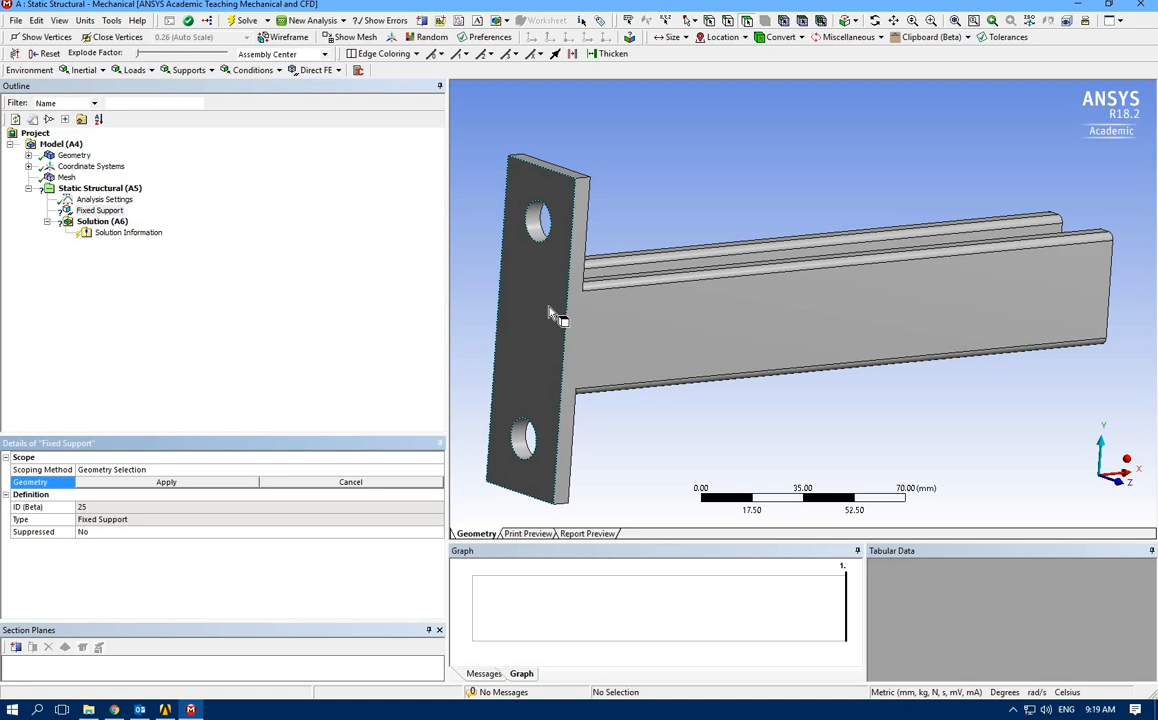 A : Static Structural - Mechanical [ANSYS Academic Teaching Mechanical and CFD]
File Edit View Units Tools Help Solve New Analysis ?/ Show Errors Worksheet
Show Vertices Close Vertices 0.26 (Auto Scale) Wireframe Show Mesh Random Preferences Size Location Convert Miscellaneous Clipboard (Beta) Tolerances
Reset Explode Factor: Assembly Center Edge Coloring Thicken
Environment Inertial Loads Supports Conditions Direct FE
Outline
Filter: Name
Project
Model (A4)
Geometry
Coordinate Systems
Mesh
Static Structural (A5)
Analysis Settings
Fixed Support
Solution (A6)
Solution Information
Details of "Fixed Support"
Scope
Scoping Method Geometry Selection
Geometry Apply Cancel
Definition
ID (Beta) 25
Type Fixed Support
Suppressed No
Section Planes
ANSYS
R18.2
Academic
Y
X
Z
0.00 35.00 70.00 (mm)
17.50 52.50
Geometry Print Preview Report Preview
Graph
1.
Messages Graph
Tabular Data
No Messages No Selection Metric (mm, kg, N, s, mV, mA) Degrees rad/s Celsius
ENG 9:19 AM